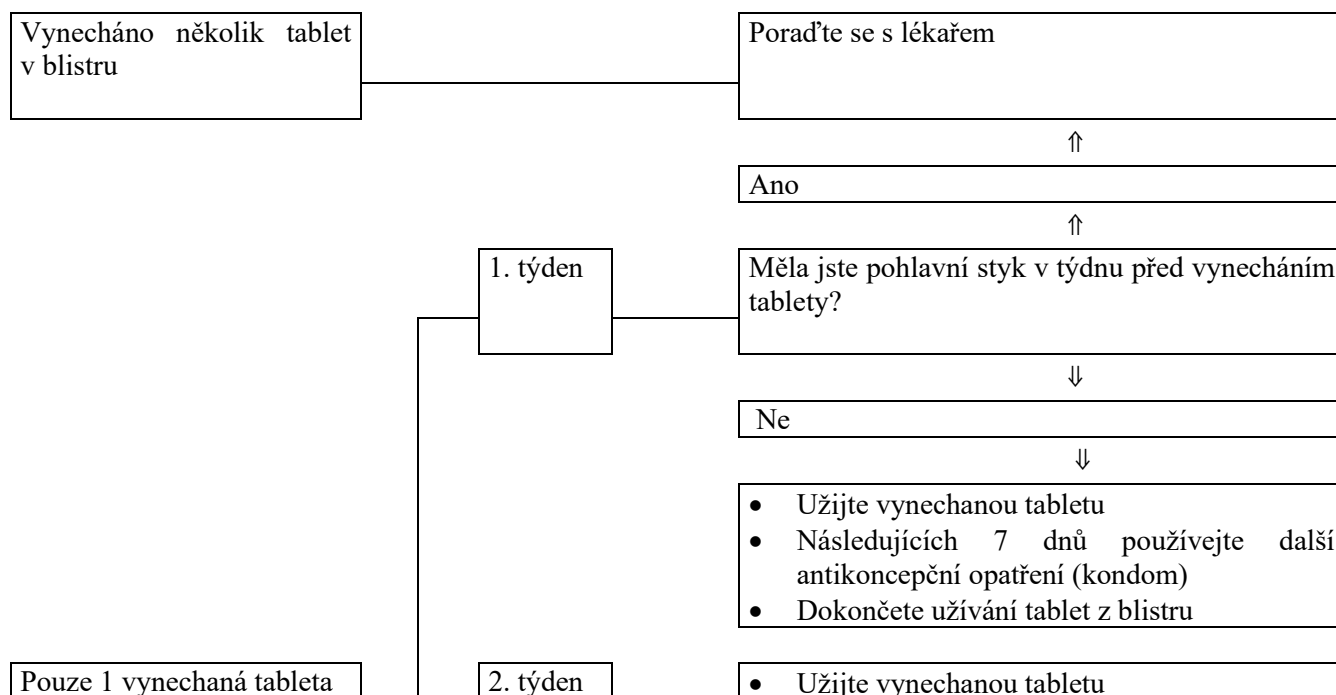 Vynecháno několik tablet
v blistru
Poraďte se s lékařem
⇑
Ano
⇑
1. týden
Měla jste pohlavní styk v týdnu před vynecháním
tablety?
⇓
Ne
⇓
• Užijte vynechanou tabletu
• Následujících 7 dnů používejte další
antikoncepční opatření (kondom)
• Dokončete užívání tablet z blistru
Pouze 1 vynechaná tableta
2. týden
• Užijte vynechanou tabletu